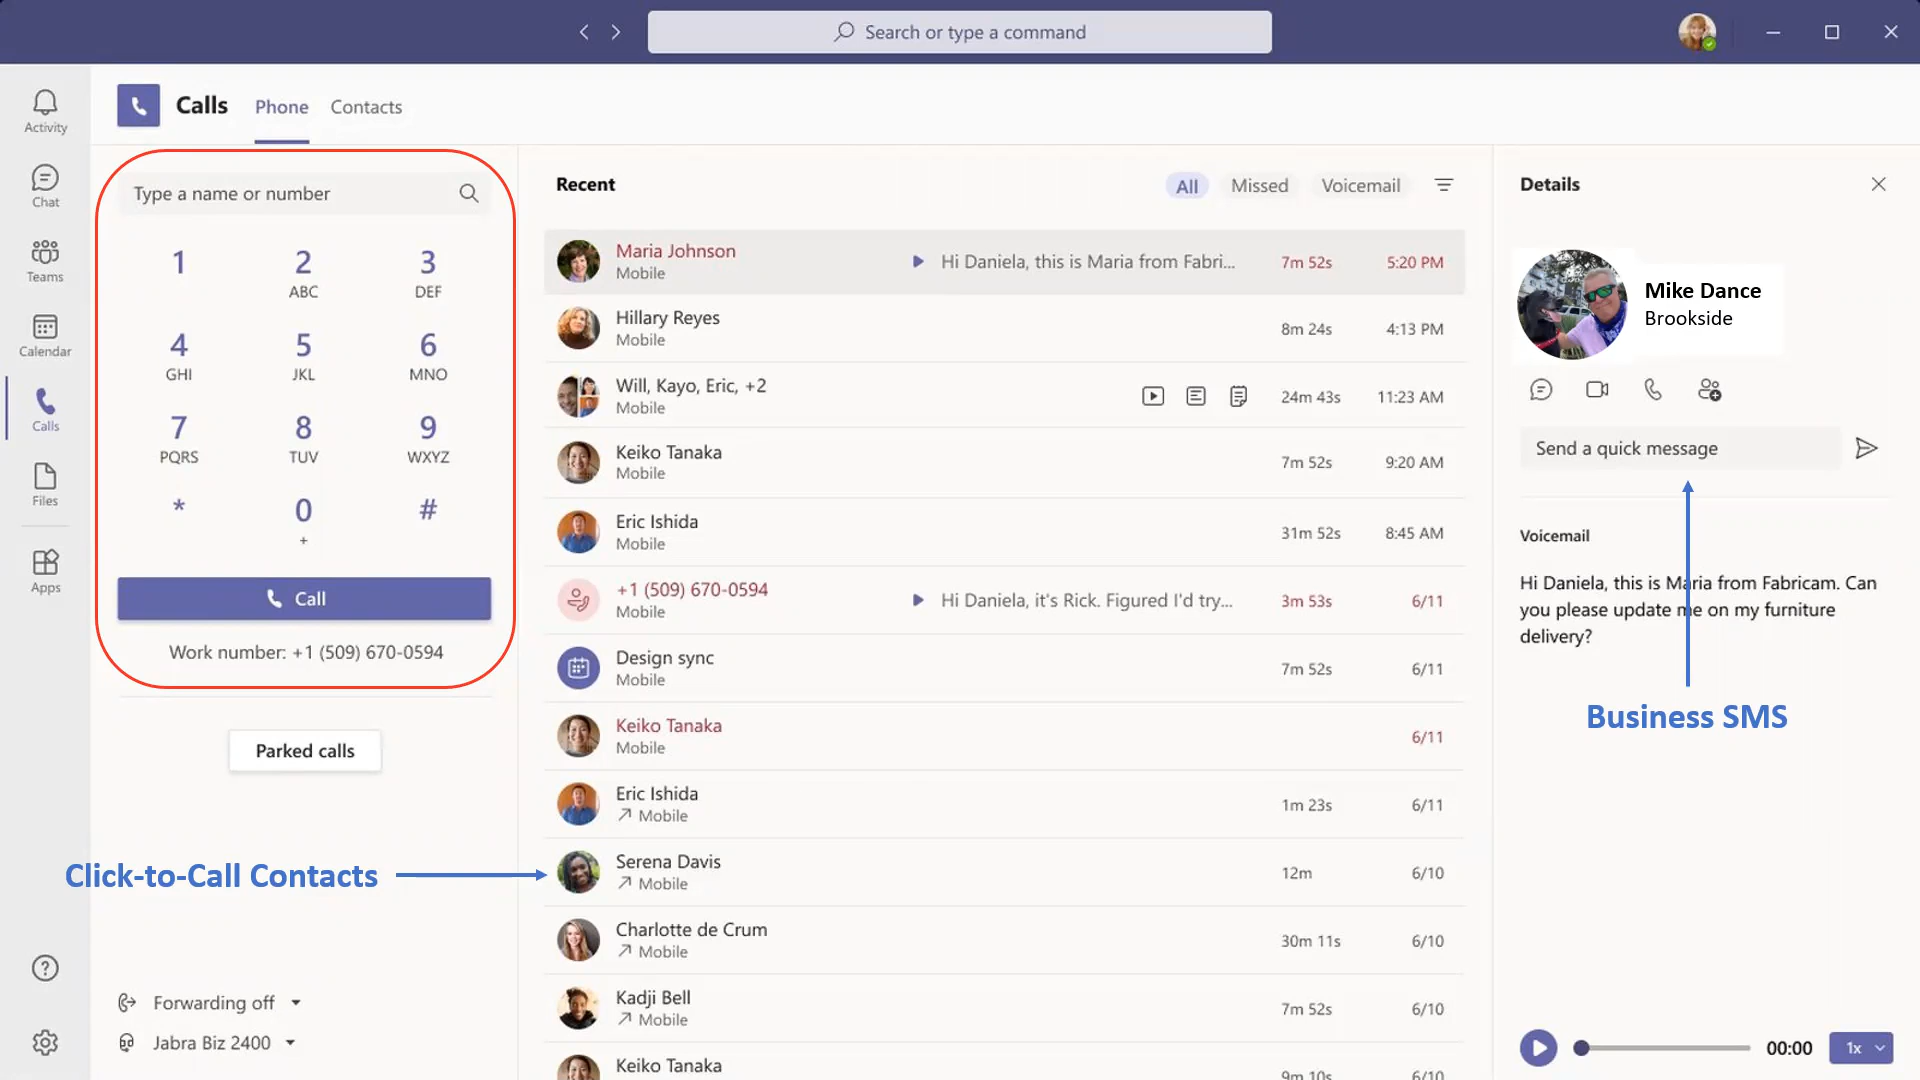 Search or type a command
Activity
Chat
Teams
Calendar
Calls
Files
Apps
Calls Phone Contacts
Type a name or number
1 2 3
ABC DEF
4 5 6
GHI JKL MNO
7 8 9
PQRS TUV WXYZ
* 0 #
+
Call
Work number: +1 (509) 670-0594
Parked calls
Click-to-Call Contacts
Forwarding off
Jabra Biz 2400
Recent All Missed Voicemail
Maria Johnson
Mobile
Hi Daniela, this is Maria from Fabri... 7m 52s 5:20 PM
Hillary Reyes
Mobile
8m 24s 4:13 PM
Will, Kayo, Eric, +2
Mobile
24m 43s 11:23 AM
Keiko Tanaka
Mobile
7m 52s 9:20 AM
Eric Ishida
Mobile
31m 52s 8:45 AM
+1 (509) 670-0594
Mobile
Hi Daniela, it's Rick. Figured I'd try... 3m 53s 6/11
Design sync
Mobile
7m 52s 6/11
Keiko Tanaka
Mobile
6/11
Eric Ishida
Mobile
1m 23s 6/11
Serena Davis
Mobile
12m 6/10
Charlotte de Crum
Mobile
30m 11s 6/10
Kadji Bell
Mobile
7m 52s 6/10
Keiko Tanaka
9m 10s 6/10
Details
Mike Dance
Brookside
Send a quick message
Voicemail
Hi Daniela, this is Maria from Fabricam. Can
you please update me on my furniture
delivery?
Business SMS
00:00 1x